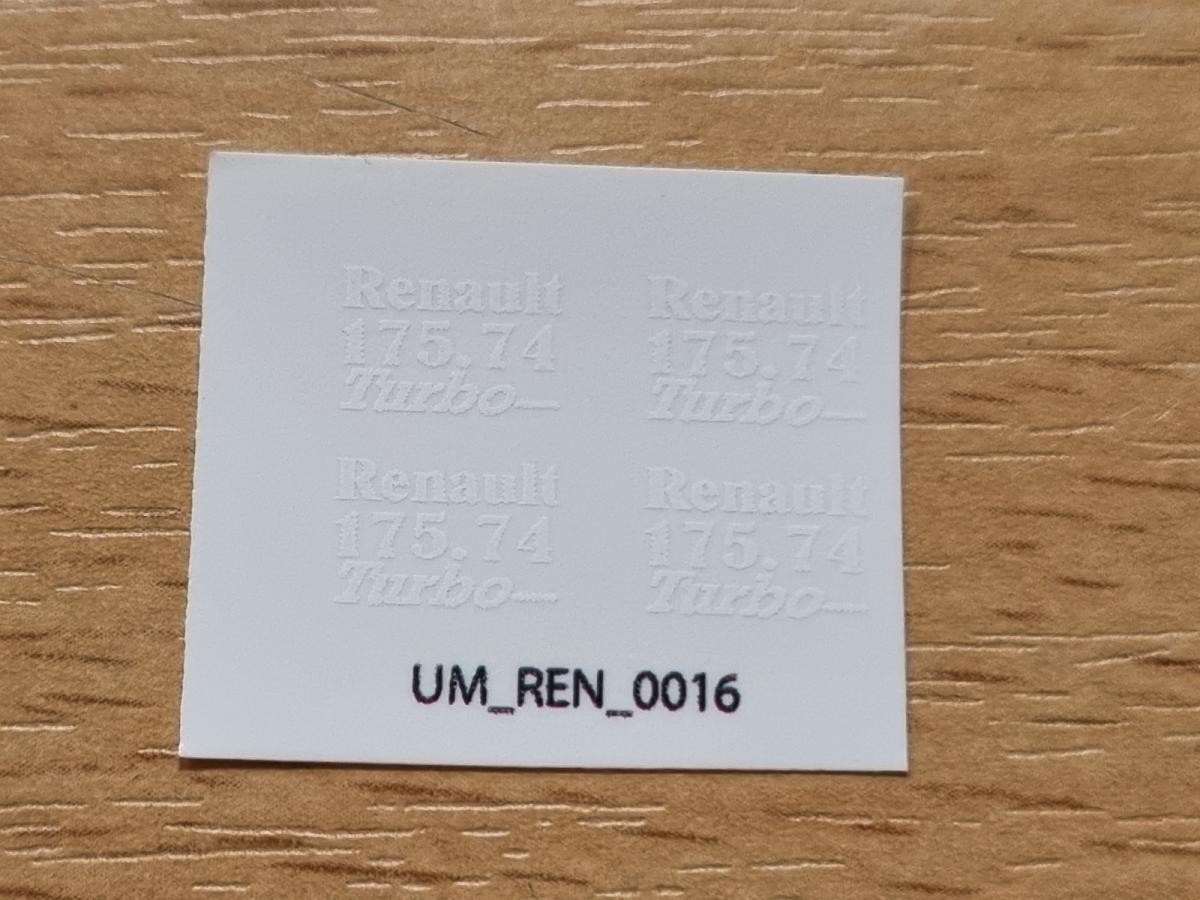 Renault Renault
175.74 175.74
Turbo— Turbo—
Renault Renault
175.74 175.74
Turbo— Turbo—
UM_REN_0016